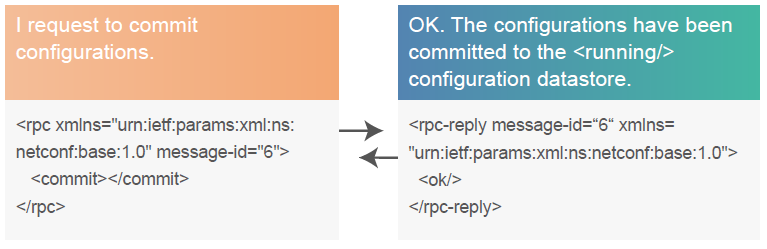 I request to commit
configurations.
<rpc xmlns="urn:ietf:params:xml:ns:
netconf:base:1.0" message-id="6">
<commit></commit>
</rpc>
OK. The configurations have been
committed to the <running/>
configuration datastore.
<rpc-reply message-id=“6“ xmlns=
"urn:ietf:params:xml:ns:netconf:base:1.0">
<ok/>
</rpc-reply>